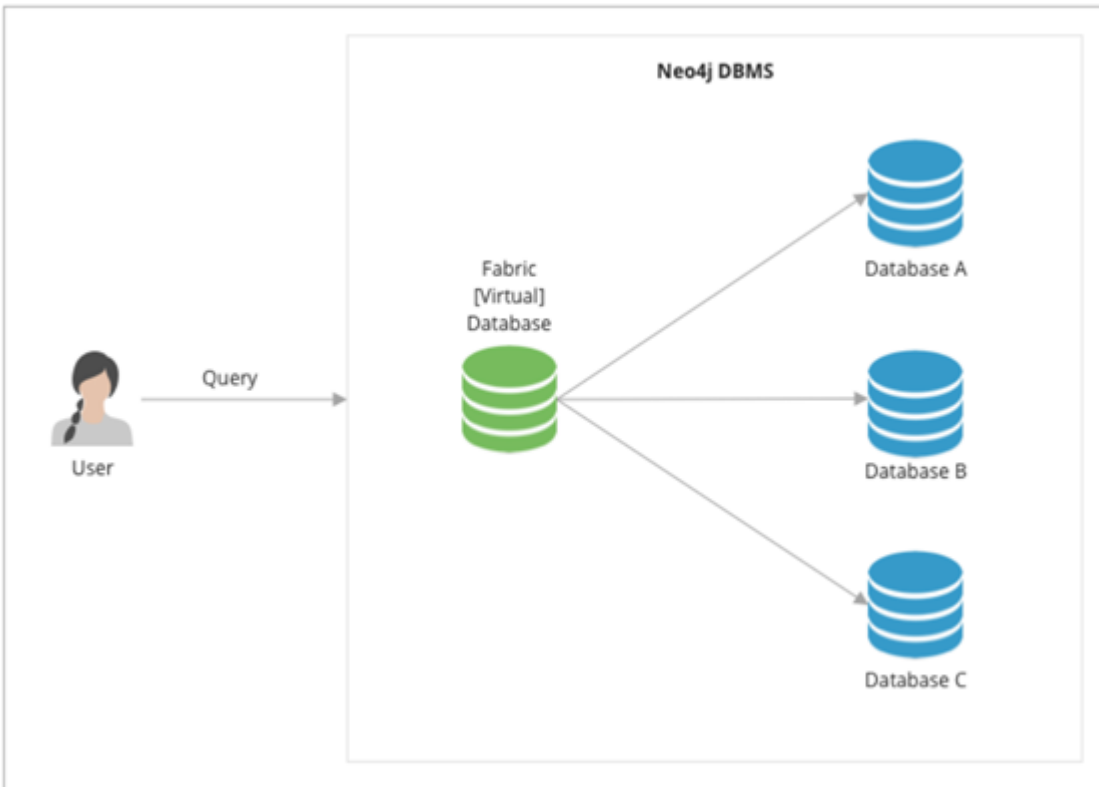 Neo4j DBMS
Database A
Fabric
[Virtual]
Database
Query
User
Database B
Database C